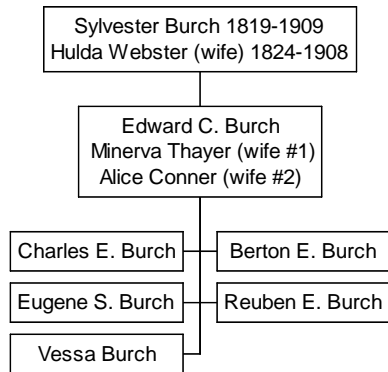 Sylvester Burch 1819-1909
Hulda Webster (wife) 1824-1908
Edward C. Burch
Minerva Thayer (wife #1)
Alice Conner (wife #2)
Charles E. Burch
Berton E. Burch
Eugene S. Burch
Reuben E. Burch
Vessa Burch